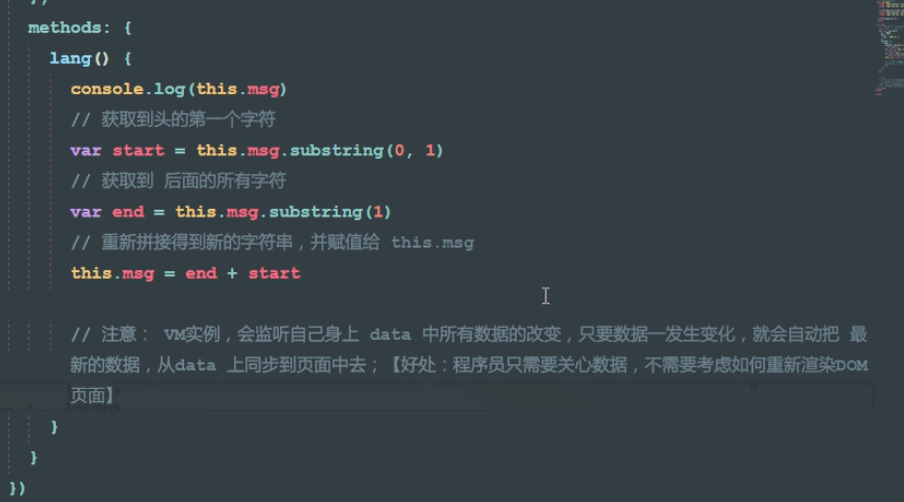 methods: {
lang() {
console.log(this.msg)
// 获取到头的第一个字符
var start = this.msg.substring(0, 1)
// 获取到 后面的所有字符
var end = this.msg.substring(1)
// 重新拼接得到新的字符串，并赋值给 this.msg
this.msg = end + start
// 注意： VM实例，会监听自己身上 data 中所有数据的改变，只要数据一发生变化，就会自动把 最
新的数据，从data 上同步到页面中去；【好处：程序员只需要关心数据，不需要考虑如何重新渲染DOM
页面】
}
}
})